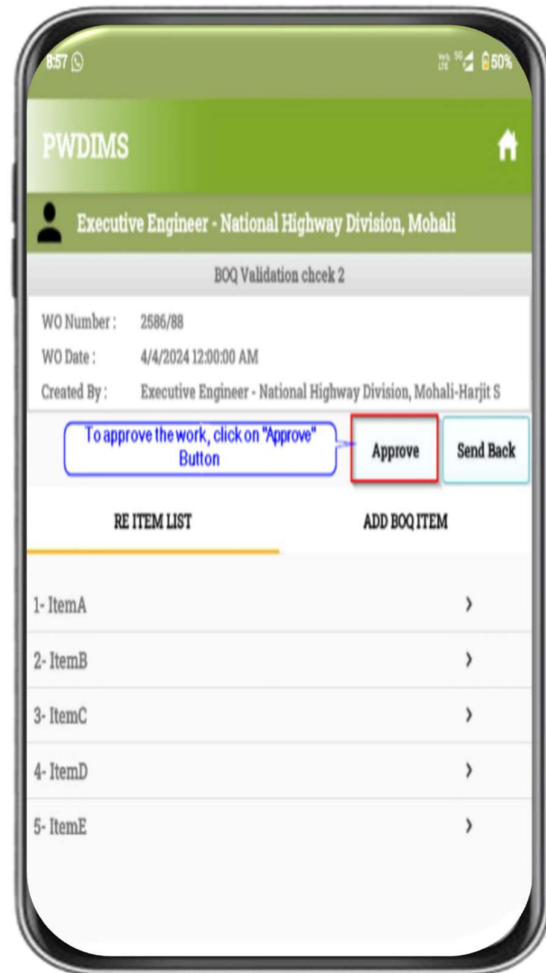 8:57
Vo)) LTE 5G 50%
PWDIMS
Executive Engineer - National Highway Division, Mohali
BOQ Validation chcek 2
WO Number : 2586/88
WO Date : 4/4/2024 12:00:00 AM
Created By : Executive Engineer - National Highway Division, Mohali-Harjit S
To approve the work, click on "Approve"
Button
Approve Send Back
RE ITEM LIST ADD BOQ ITEM
1- ItemA
2- ItemB
3- ItemC
4- ItemD
5- ItemE